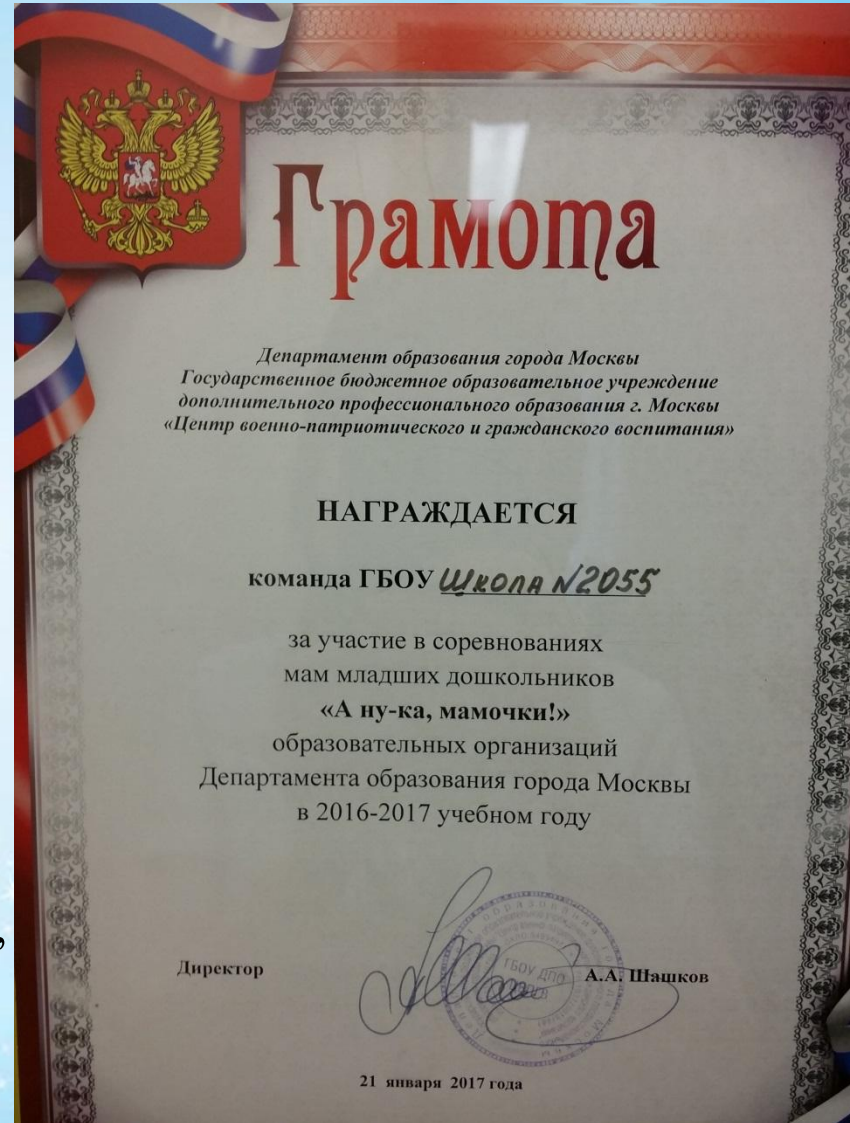 Грамота
Департамент образования города Москвы
Государственное бюджетное образовательное учреждение
дополнительного профессионального образования г. Москвы
«Центр военно-патриотического и гражданского воспитания»
НАГРАЖДАЕТСЯ
команда ГБОУ Школа №2055
за участие в соревнованиях
мам младших дошкольников
«А ну-ка, мамочки!»
образовательных организаций
Департамента образования города Москвы
в 2016-2017 учебном году
Директор
ГБОУ ДПО
А.А. Шашков
21 января 2017 года